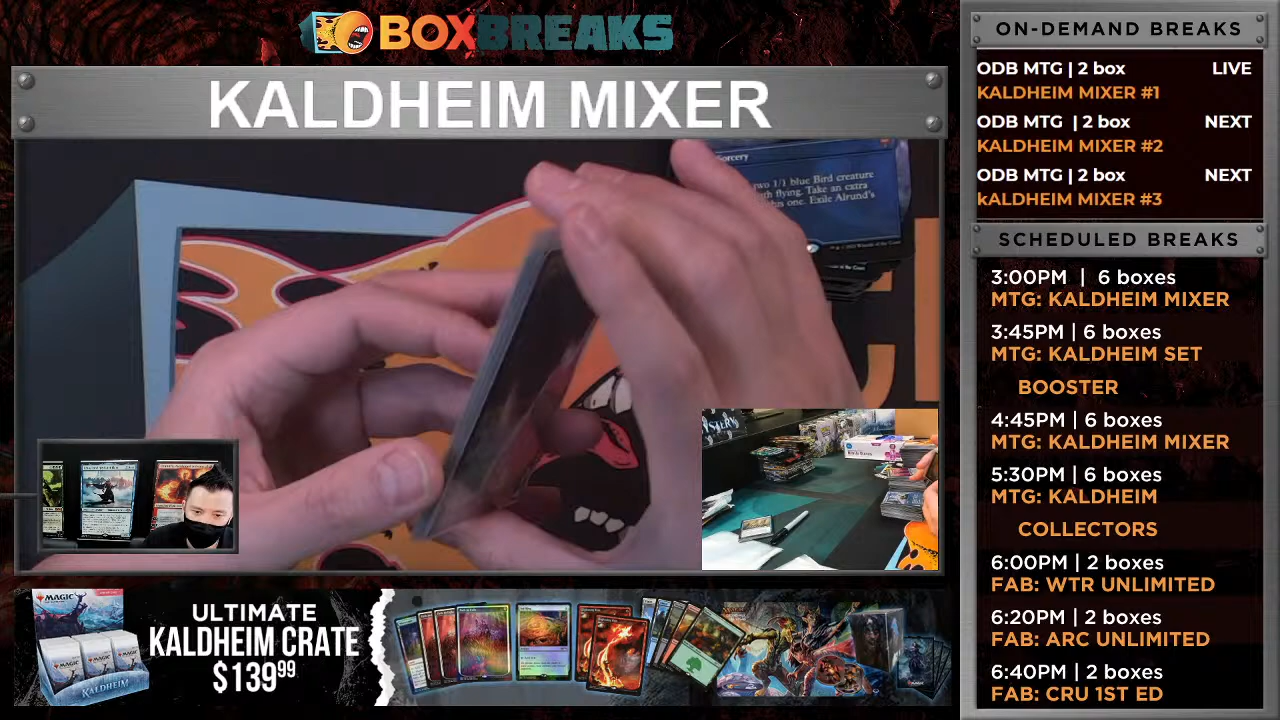 BOXBREAKS
KALDHEIM MIXER
Sorcery
two 1/1 blue Bird creature
th flying. Take an extra
this one. Exile Alrund's
ULTIMATE
KALDHEIM CRATE
$139.99
MAGIC
KALDHEIM
ON-DEMAND BREAKS
ODB MTG | 2 box LIVE
KALDHEIM MIXER #1
ODB MTG | 2 box NEXT
KALDHEIM MIXER #2
ODB MTG | 2 box NEXT
kALDHEIM MIXER #3
SCHEDULED BREAKS
3:00PM | 6 boxes
MTG: KALDHEIM MIXER
3:45PM | 6 boxes
MTG: KALDHEIM SET
BOOSTER
4:45PM | 6 boxes
MTG: KALDHEIM MIXER
5:30PM | 6 boxes
MTG: KALDHEIM
COLLECTORS
6:00PM | 2 boxes
FAB: WTR UNLIMITED
6:20PM | 2 boxes
FAB: ARC UNLIMITED
6:40PM | 2 boxes
FAB: CRU 1ST ED